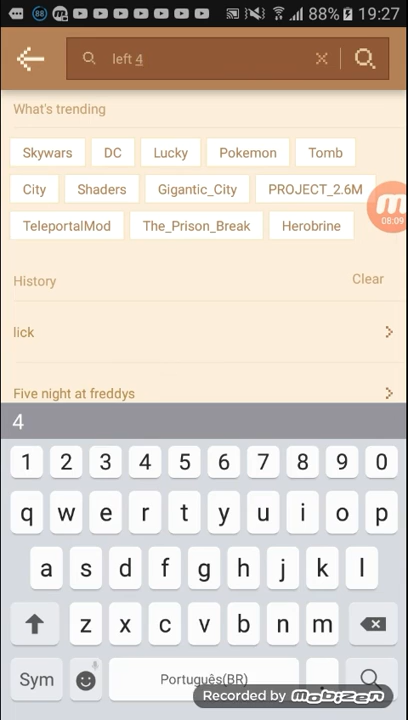 88 88% 19:27
left 4
What's trending
Skywars DC Lucky Pokemon Tomb
City Shaders Gigantic_City PROJECT_2.6M
08:09
TeleportalMod The_Prison_Break Herobrine
History Clear
lick
Five night at freddys
4
1 2 3 4 5 6 7 8 9 0
q w e r t y u i o p
a s d f g h j k l
z x c v b n m
Sym Português(BR) .
Recorded by mobizen